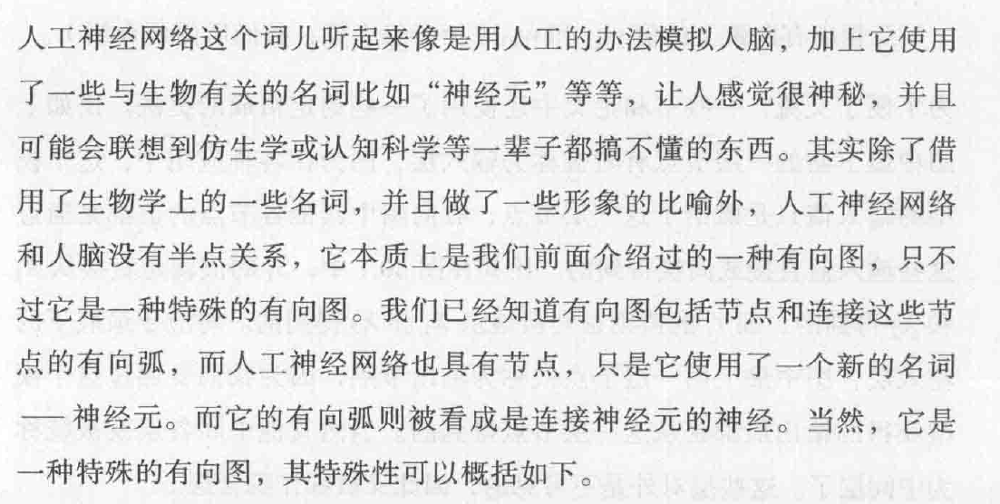 人工神经网络这个词儿听起来像是用人工的办法模拟人脑，加上它使用
了一些与生物有关的名词比如“神经元”等等，让人感觉很神秘，并且
可能会联想到仿生学或认知科学等一辈子都搞不懂的东西。其实除了借
用了生物学上的一些名词，并且做了一些形象的比喻外，人工神经网络
和人脑没有半点关系，它本质上是我们前面介绍过的一种有向图，只不
过它是一种特殊的有向图。我们已经知道有向图包括节点和连接这些节
点的有向弧，而人工神经网络也具有节点，只是它使用了一个新的名词
—— 神经元。而它的有向弧则被看成是连接神经元的神经。当然，它是
一种特殊的有向图，其特殊性可以概括如下。